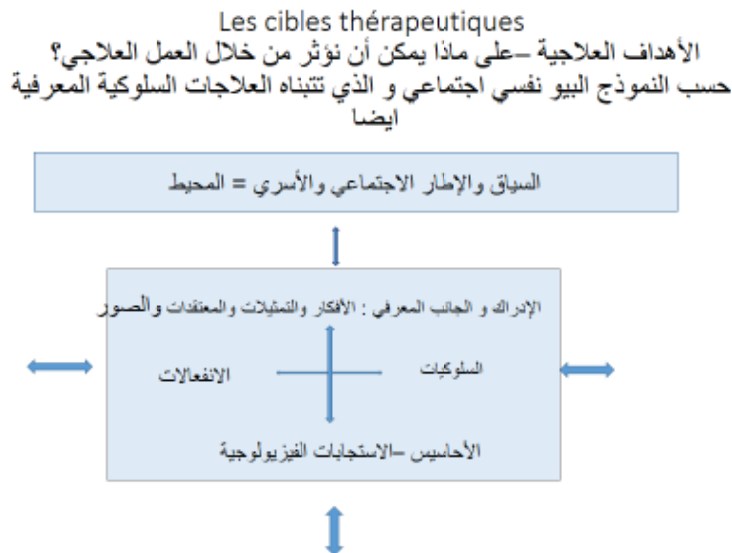 Les cibles thérapeutiques
الأهداف العلاجية –على ماذا يمكن أن نؤثر من خلال العمل العلاجي؟
حسب النموذج البيو نفسي اجتماعي و الذي تتبناه العلاجات السلوكية المعرفية
ايضا
السياق والإطار الاجتماعي والأسري = المحيط
الإدراك و الجانب المعرفي : الأفكار والتمثيلات والمعتقدات والصور
السلوكيات
الانفعالات
الأحاسيس –الاستجابات الفيزيولوجية